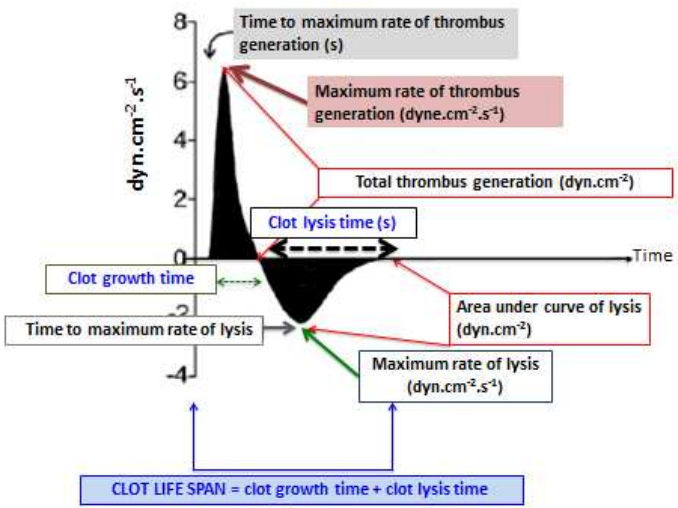 8
Time to maximum rate of thrombus
generation (s)
6
Maximum rate of thrombus
generation (dyne.cm⁻².s⁻¹)
dyn.cm⁻².s⁻¹
4
Total thrombus generation (dyn.cm⁻²)
2
Clot lysis time (s)
0
Time
Clot growth time
-2
Area under curve of lysis
(dyn.cm⁻²)
Time to maximum rate of lysis
Maximum rate of lysis
(dyn.cm⁻².s⁻¹)
-4
CLOT LIFE SPAN = clot growth time + clot lysis time